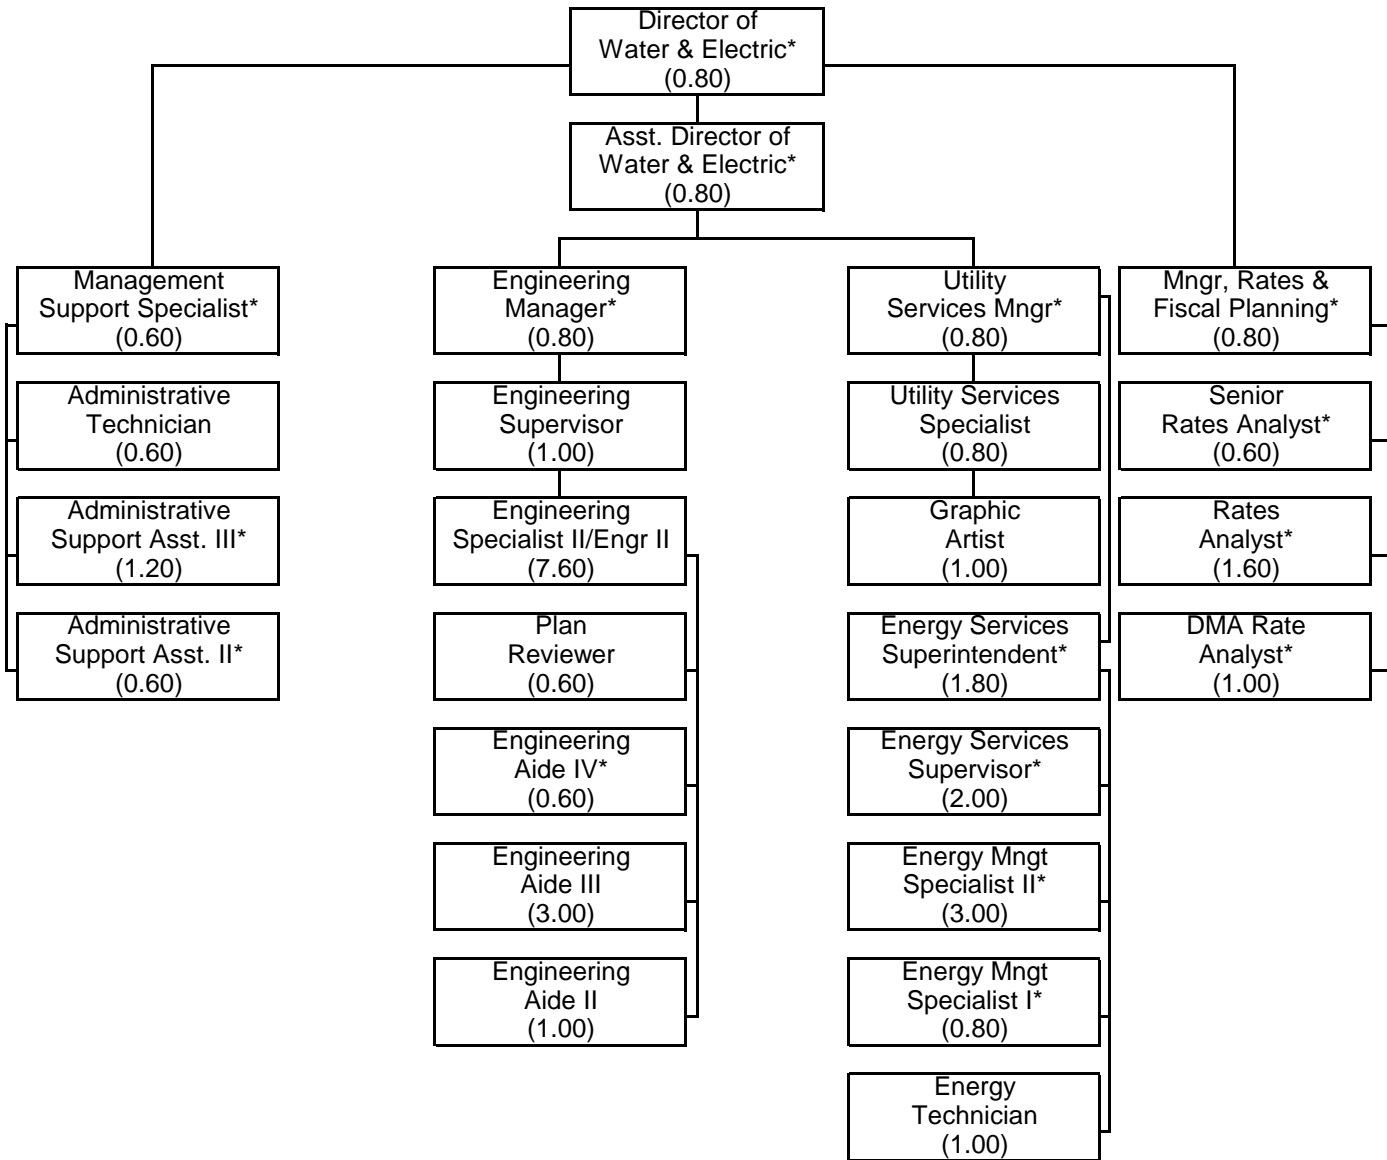 Director of
Water & Electric*
(0.80)
Asst. Director of
Water & Electric*
(0.80)
Management
Support Specialist*
(0.60)
Administrative
Technician
(0.60)
Administrative
Support Asst. III*
(1.20)
Administrative
Support Asst. II*
(0.60)
Engineering
Manager*
(0.80)
Engineering
Supervisor
(1.00)
Engineering
Specialist II/Engr II
(7.60)
Plan
Reviewer
(0.60)
Engineering
Aide IV*
(0.60)
Engineering
Aide III
(3.00)
Engineering
Aide II
(1.00)
Utility
Services Mngr*
(0.80)
Utility Services
Specialist
(0.80)
Graphic
Artist
(1.00)
Energy Services
Superintendent*
(1.80)
Energy Services
Supervisor*
(2.00)
Energy Mngt
Specialist II*
(3.00)
Energy Mngt
Specialist I*
(0.80)
Energy
Technician
(1.00)
Mngr, Rates &
Fiscal Planning*
(0.80)
Senior
Rates Analyst*
(0.60)
Rates
Analyst*
(1.60)
DMA Rate
Analyst*
(1.00)